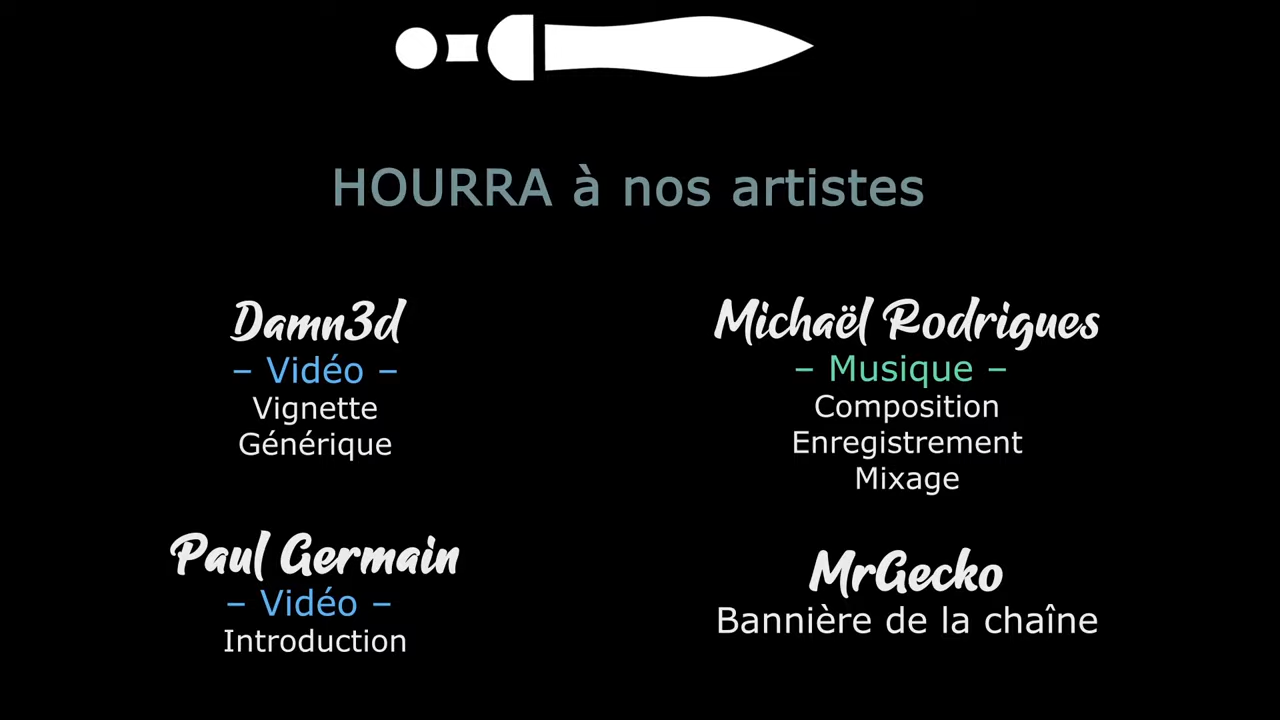 HOURRA à nos artistes
Damn3d
– Vidéo –
Vignette
Générique
Michaël Rodrigues
– Musique –
Composition
Enregistrement
Mixage
Paul Germain
– Vidéo –
Introduction
MrGecko
Bannière de la chaîne